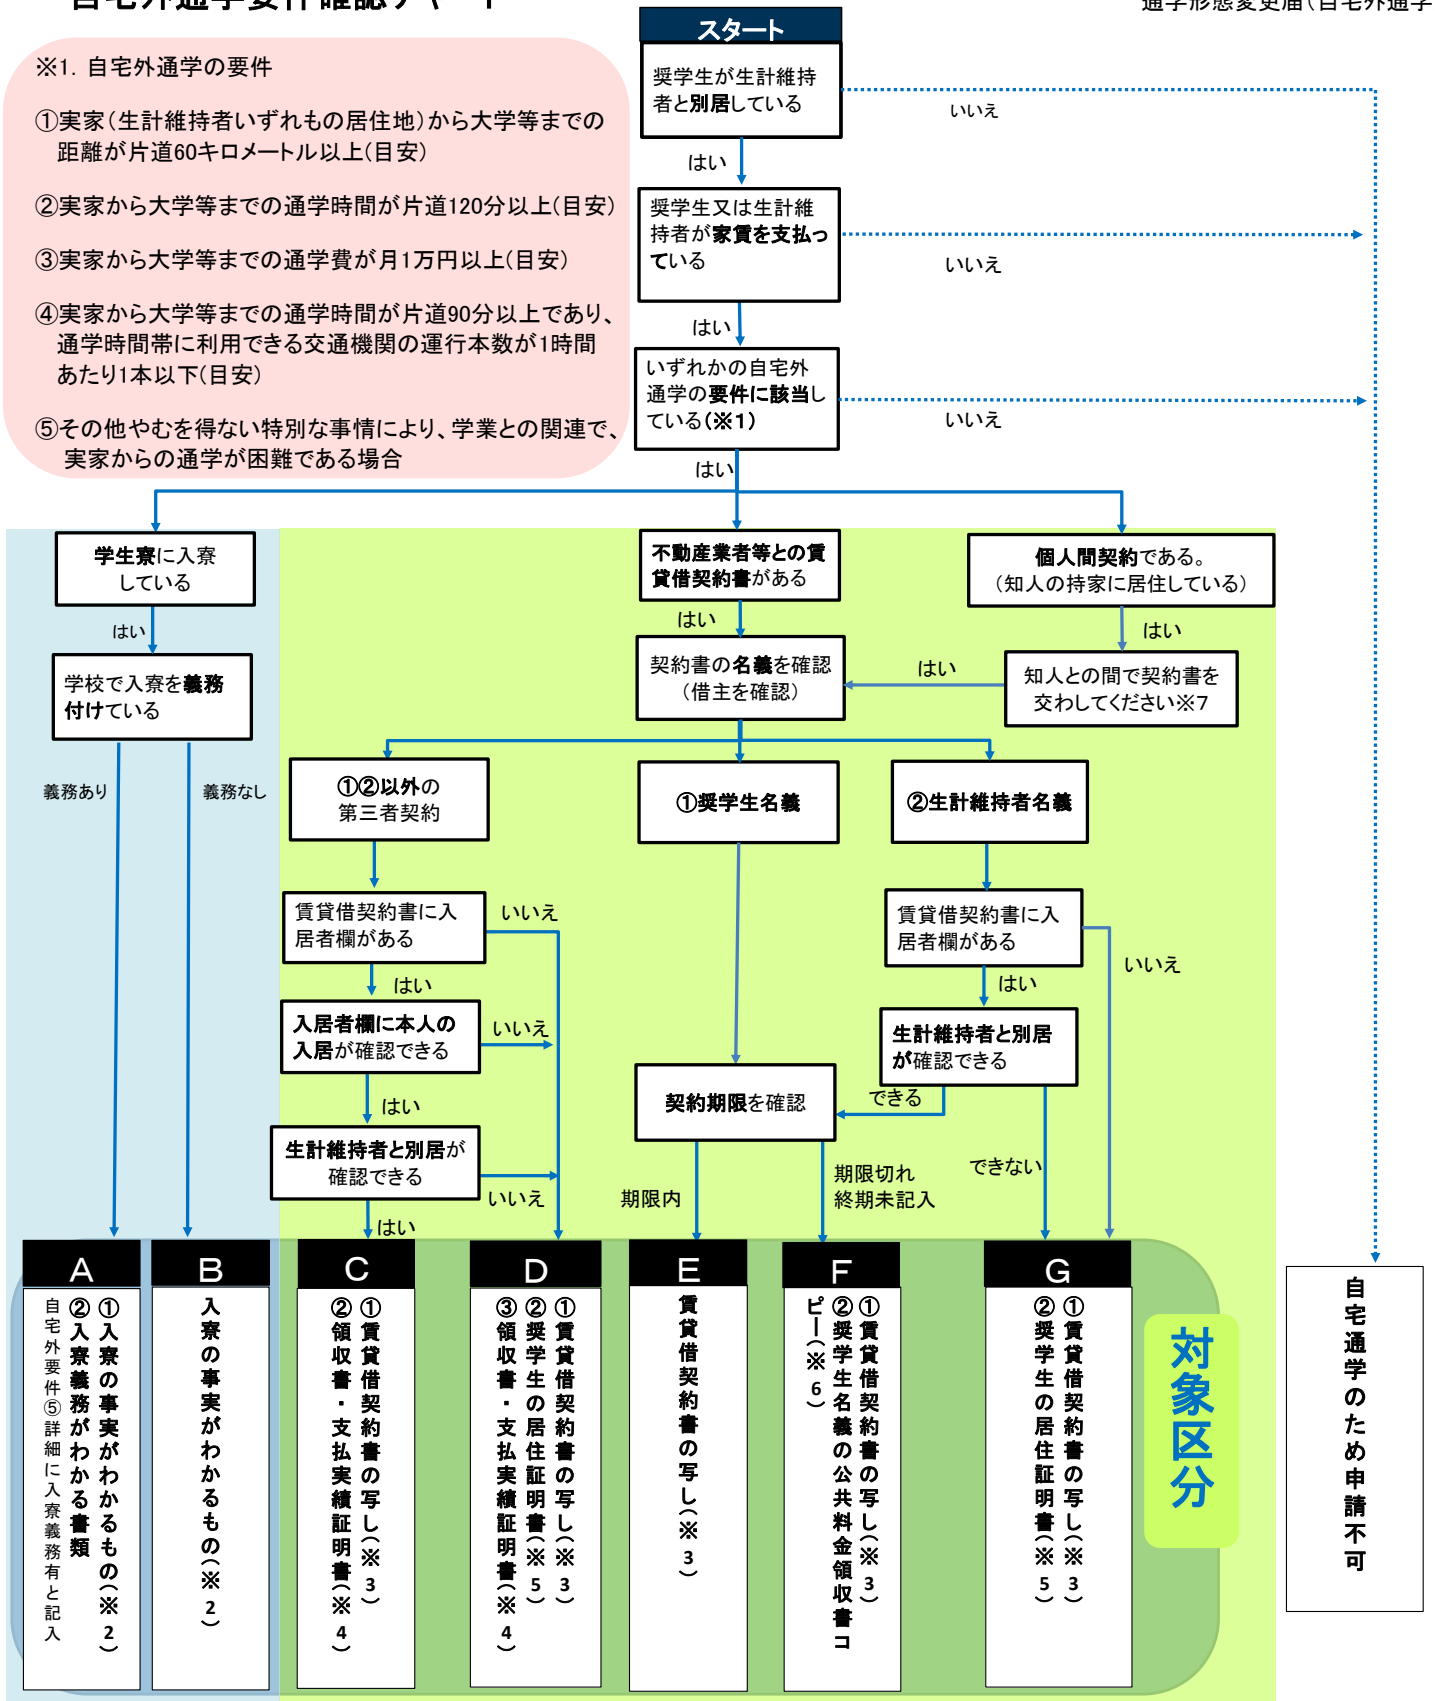 自宅外通学要件確認チャート
通学形態変更届(自宅外通学
※1. 自宅外通学の要件
①実家(生計維持者いずれもの居住地)から大学等までの
距離が片道60キロメートル以上(目安)
②実家から大学等までの通学時間が片道120分以上(目安)
③実家から大学等までの通学費が月1万円以上(目安)
④実家から大学等までの通学時間が片道90分以上であり、
通学時間帯に利用できる交通機関の運行本数が1時間
あたり1本以下(目安)
⑤その他やむを得ない特別な事情により、学業との関連で、
実家からの通学が困難である場合
スタート
奨学生が生計維持
者と別居している
いいえ
はい
奨学生又は生計維
持者が家賃を支払っ
ている
いいえ
はい
いずれかの自宅外
通学の要件に該当し
ている(※1)
いいえ
はい
学生寮に入寮
している
はい
学校で入寮を義務
付けている
義務あり
義務なし
不動産業者等との賃
貸借契約書がある
はい
契約書の名義を確認
(借主を確認)
個人間契約である。
(知人の持家に居住している)
はい
知人との間で契約書を
交わしてください※7
はい
①②以外の
第三者契約
①奨学生名義
②生計維持者名義
賃貸借契約書に入
居者欄がある
いいえ
はい
入居者欄に本人の
入居が確認できる
いいえ
はい
生計維持者と別居が
確認できる
いいえ
はい
賃貸借契約書に入
居者欄がある
いいえ
はい
生計維持者と別居
が確認できる
できる
できない
契約期限を確認
期限内
期限切れ
終期未記入
A
①入寮の事実がわかるもの(※2)
②入寮義務がわかる書類
自宅外要件⑤詳細に入寮義務有と記入
B
入寮の事実がわかるもの(※2)
C
①賃貸借契約書の写し(※3)
②領収書・支払実績証明書(※4)
D
①賃貸借契約書の写し(※3)
②奨学生の居住証明書(※5)
③領収書・支払実績証明書(※4)
E
賃貸借契約書の写し(※3)
F
①賃貸借契約書の写し(※3)
②奨学生名義の公共料金領収書コ
ピー(※6)
G
①賃貸借契約書の写し(※3)
②奨学生の居住証明書(※5)
対象区分
自宅通学のため申請不可